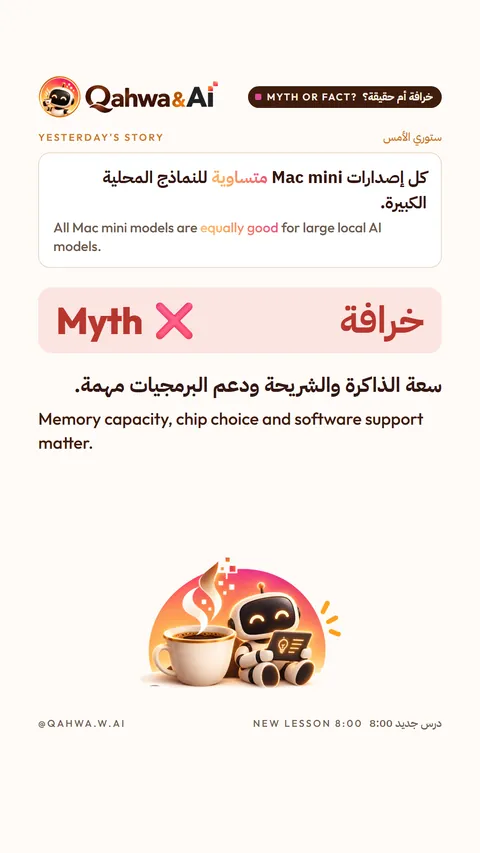 Qahwa&Ai
MYTH OR FACT? خرافة أم حقيقة؟
YESTERDAY'S STORY
ستوري الأمس
كل إصدارات Mac mini متساوية للنماذج المحلية
الكبيرة.
All Mac mini models are equally good for large local AI
models.
Myth ❌
خرافة
سعة الذاكرة والشريحة ودعم البرمجيات مهمة.
Memory capacity, chip choice and software support
matter.
@QAHWA.W.AI
NEW LESSON 8:00 درس جديد 8:00